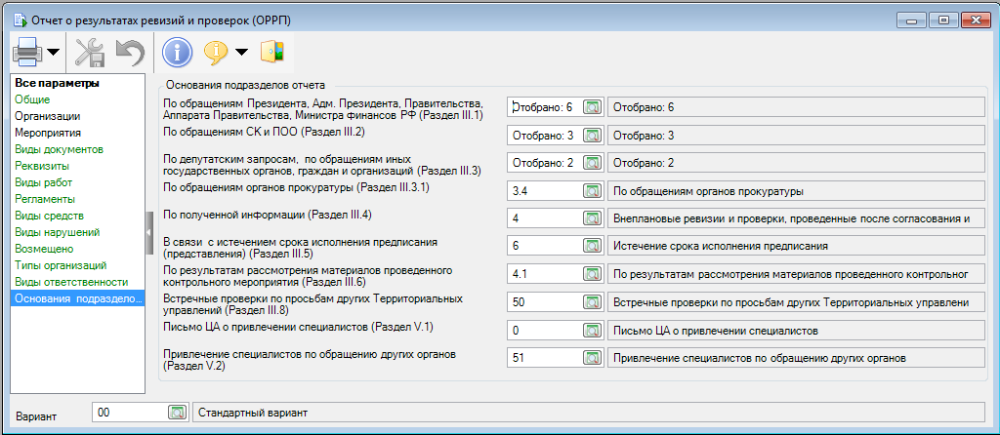 Отчет о результатах ревизий и проверок (ОРРП)
Все параметры
Общие
Организации
Мероприятия
Виды документов
Реквизиты
Виды работ
Регламенты
Виды средств
Виды нарушений
Возмещено
Типы организаций
Виды ответственности
Основания подраздело...
Основания подразделов отчета
По обращениям Президента, Адм. Президента, Правительства,
Аппарата Правительства, Министра финансов РФ (Раздел III.1)
Отобрано: 6
Отобрано: 6
По обращениям СК и ПОО (Раздел III.2)
Отобрано: 3
Отобрано: 3
По депутатским запросам, по обращениям иных
государственных органов, граждан и организаций (Раздел III.3)
Отобрано: 2
Отобрано: 2
По обращениям органов прокуратуры (Раздел III.3.1)
3.4
По обращениям органов прокуратуры
По полученной информации (Раздел III.4)
4
Внеплановые ревизии и проверки, проведенные после согласования и
В связи с истечением срока исполнения предписания
(представления) (Раздел III.5)
6
Истечение срока исполнения предписания
По результатам рассмотрения материалов проведенного
контрольного мероприятия (Раздел III.6)
4.1
По результатам рассмотрения материалов проведенного контрольног
Встречные проверки по просьбам других Территориальных
управлений (Раздел III.8)
50
Встречные проверки по просьбам других Территориальных управлени
Письмо ЦА о привлечении специалистов (Раздел V.1)
0
Письмо ЦА о привлечении специалистов
Привлечение специалистов по обращению других органов
(Раздел V.2)
51
Привлечение специалистов по обращению других органов
Вариант
00
Стандартный вариант